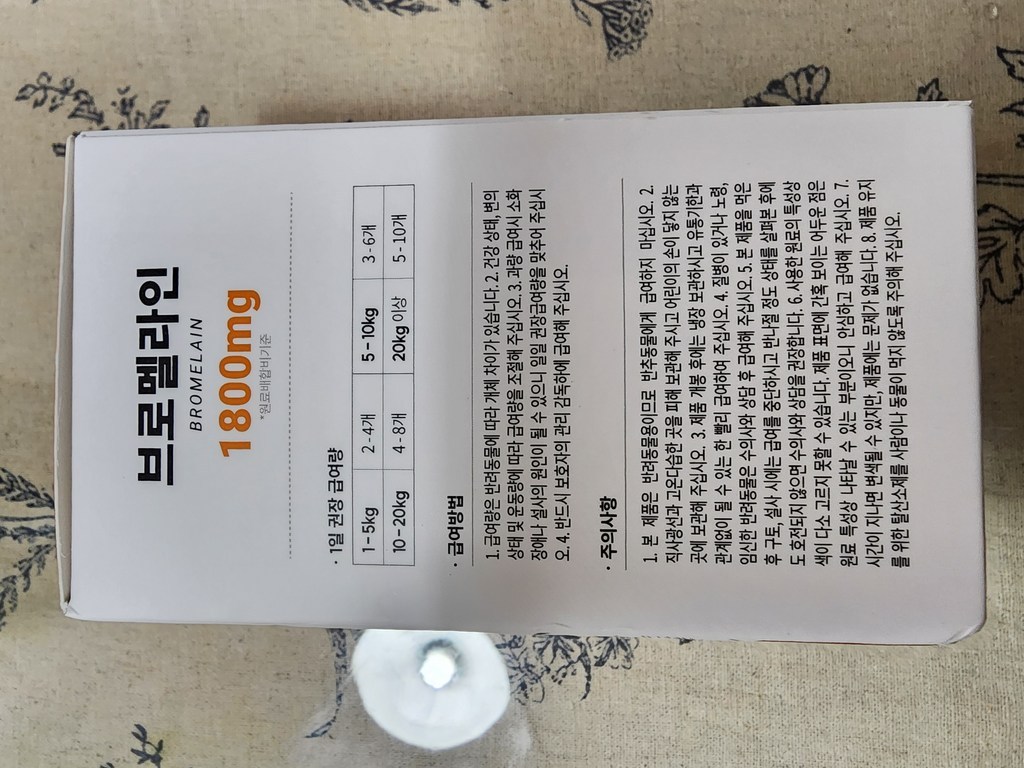 브로멜라인
BROMELAIN
1800mg
*원료배합비기준
· 1일 권장 급여량
1-5kg 2-4개 5-10kg 3-6개
10-20kg 4-8개 20kg 이상 5-10개
· 급여방법
1. 급여량은 반려동물에 따라 개체 차이가 있습니다. 2. 건강 상태, 변의
상태 및 운동량에 따라 급여량을 조절해 주십시오. 3. 과량 급여시 소화
장애나 설사의 원인이 될 수 있으니 일일 권장급여량을 맞추어 주십시
오. 4. 반드시 보호자의 관리 감독하에 급여해 주십시오.
· 주의사항
1. 본 제품은 반려동물용이므로 반추동물에게 급여하지 마십시오. 2.
직사광선과 고온다습한 곳을 피해 보관해 주시고 어린이의 손이 닿지 않는
곳에 보관해 주십시오. 3. 제품 개봉 후에는 냉장 보관하시고 유통기한과
관계없이 될 수 있는 한 빨리 급여하여 주십시오. 4. 질병이 있거나 노령,
임신한 반려동물은 수의사와 상담 후 급여해 주십시오. 5. 본 제품을 먹은
후 구토, 설사 시에는 급여를 중단하시고 반나절 정도 상태를 살펴본 후에
도 호전되지 않으면 수의사와 상담을 권장합니다. 6. 사용한 원료의 특성상
색이 다소 고르지 못할 수 있습니다. 제품 표면에 간혹 보이는 어두운 점은
원료 특성상 나타날 수 있는 부분이오니 안심하고 급여해 주십시오. 7.
시간이 지나면 변색될 수 있지만, 제품에는 문제가 없습니다. 8. 제품 유지
를 위한 탈산소제를 사람이나 동물이 먹지 않도록 주의해 주십시오.